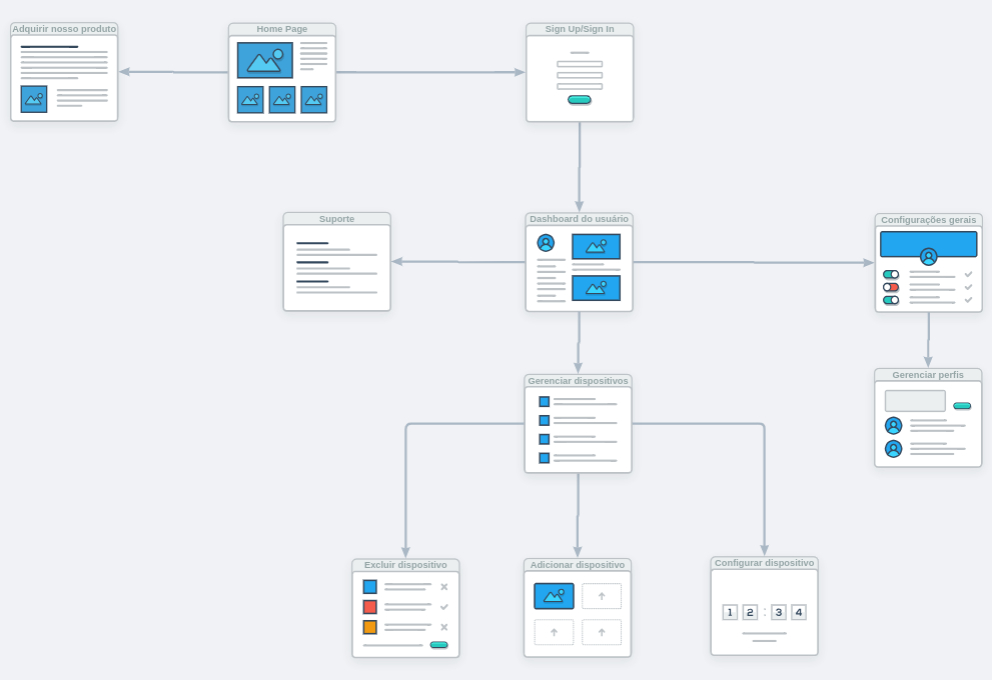 Adquirir nosso produto
Home Page
Sign Up/Sign In
Suporte
Dashboard do usuário
Configurações gerais
Gerenciar dispositivos
Gerenciar perfis
Excluir dispositivo
Adicionar dispositivo
Configurar dispositivo
1 2 : 3 4